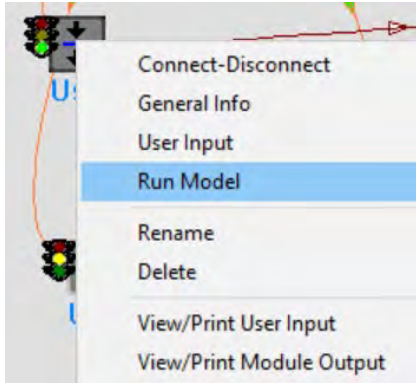 Connect-Disconnect
General Info
User Input
Run Model
Rename
Delete
View/Print User Input
View/Print Module Output